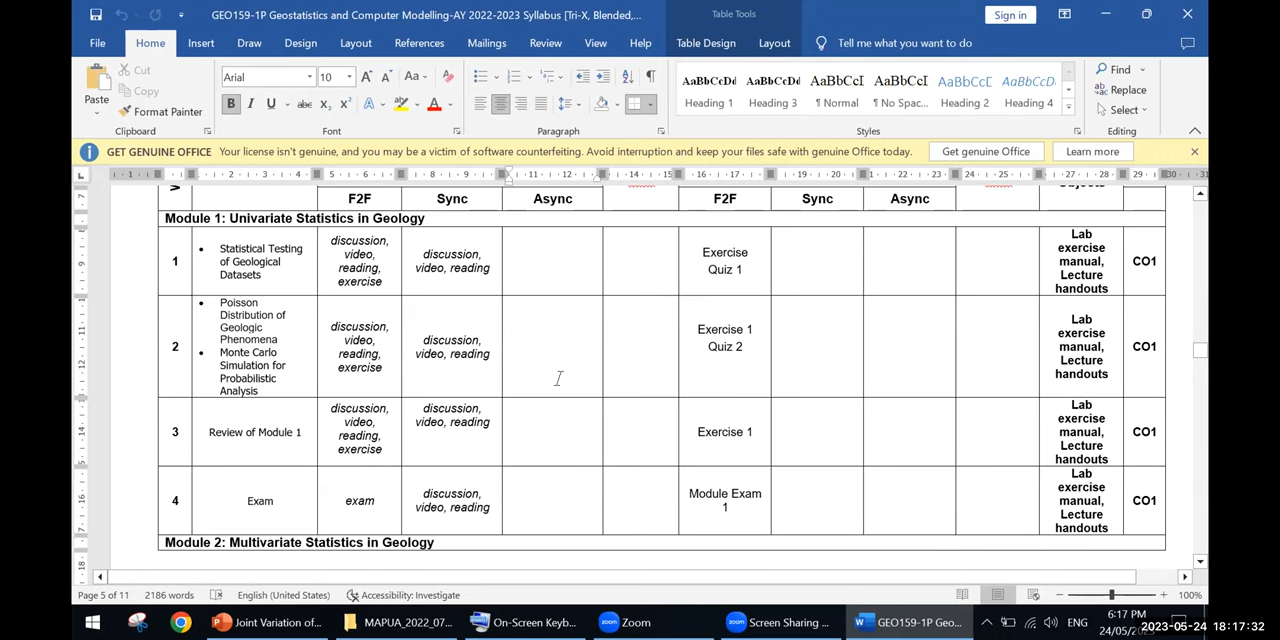 GEO159-1P Geostatistics and Computer Modelling-AY 2022-2023 Syllabus [Tri-X, Blended,...
Table Tools
Sign in
File
Home
Insert
Draw
Design
Layout
References
Mailings
Review
View
Help
Table Design
Layout
Tell me what you want to do
Paste
Cut
Copy
Format Painter
Arial
10
AaBbCcDd
Heading 1
AaBbCcDd
Heading 3
AaBbCcI
¶ Normal
AaBbCcI
¶ No Spac...
AaBbCcD
Heading 2
AaBbCcI
Heading 4
Find
Replace
Select
Clipboard
Font
Paragraph
Styles
Editing
GET GENUINE OFFICE Your license isn't genuine, and you may be a victim of software counterfeiting. Avoid interruption and keep your files safe with genuine Office today.
Get genuine Office
Learn more
F2F
Sync
Async
F2F
Sync
Async
Module 1: Univariate Statistics in Geology
1
• Statistical Testing
of Geological
Datasets
discussion,
video,
reading,
exercise
discussion,
video, reading
Exercise
Quiz 1
Lab
exercise
manual,
Lecture
handouts
CO1
2
• Poisson
Distribution of
Geologic
Phenomena
• Monte Carlo
Simulation for
Probabilistic
Analysis
discussion,
video,
reading,
exercise
discussion,
video, reading
Exercise 1
Quiz 2
Lab
exercise
manual,
Lecture
handouts
CO1
3
Review of Module 1
discussion,
video,
reading,
exercise
discussion,
video, reading
Exercise 1
Lab
exercise
manual,
Lecture
handouts
CO1
4
Exam
exam
discussion,
video, reading
Module Exam
1
Lab
exercise
manual,
Lecture
handouts
CO1
Module 2: Multivariate Statistics in Geology
Page 5 of 11
2186 words
English (United States)
Accessibility: Investigate
100%
Joint Variation of...
MAPUA_2022_07...
On-Screen Keyb...
Zoom
Screen Sharing ...
GEO159-1P Geo...
ENG
6:17 PM
24/05/2023
2023-05-24 18:17:32